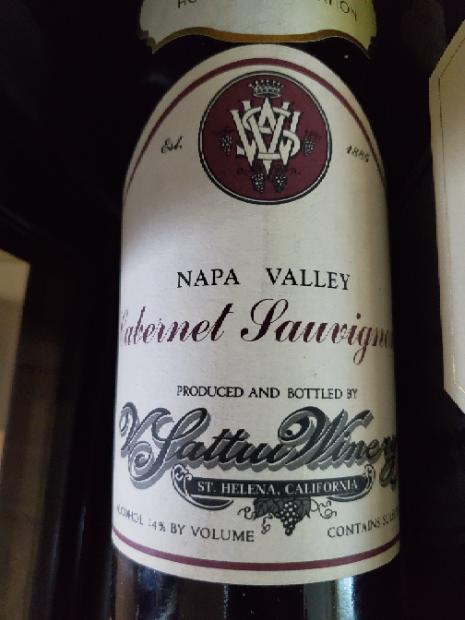 Est. 1885
NAPA VALLEY
Cabernet Sauvignon
PRODUCED AND BOTTLED BY
V. Sattui Winery
ST. HELENA, CALIFORNIA
ALCOHOL 14% BY VOLUME CONTAINS